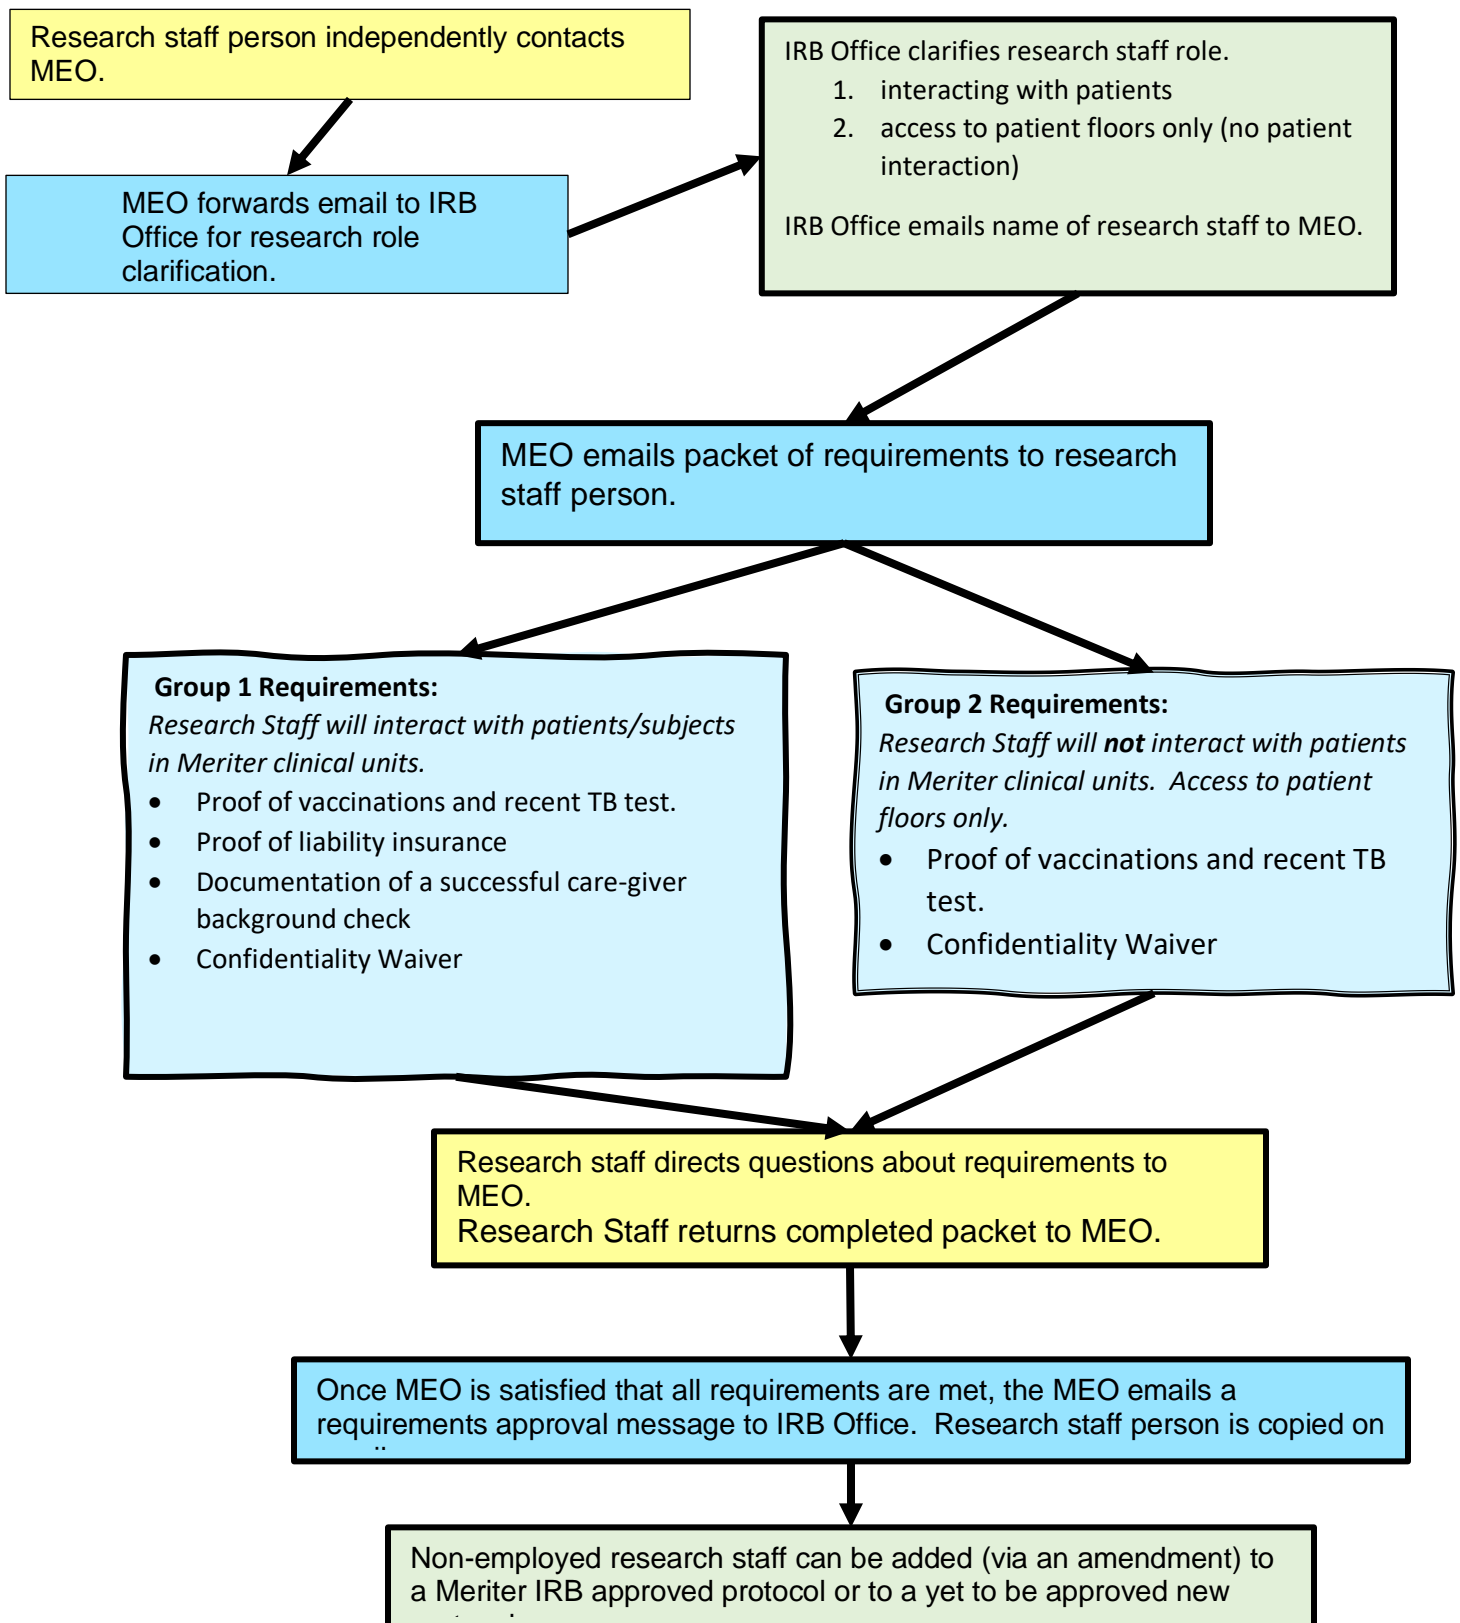 Research staff person independently contacts
MEO.
MEO forwards email to IRB
Office for research role
clarification.
IRB Office clarifies research staff role.
1. interacting with patients
2. access to patient floors only (no patient
interaction)
IRB Office emails name of research staff to MEO.
MEO emails packet of requirements to research
staff person.
Group 1 Requirements:
Research Staff will interact with patients/subjects
in Meriter clinical units.
• Proof of vaccinations and recent TB test.
• Proof of liability insurance
• Documentation of a successful care-giver
background check
• Confidentiality Waiver
Group 2 Requirements:
Research Staff will not interact with patients
in Meriter clinical units.  Access to patient
floors only.
• Proof of vaccinations and recent TB
test.
• Confidentiality Waiver
Research staff directs questions about requirements to
MEO.
Research Staff returns completed packet to MEO.
Once MEO is satisfied that all requirements are met, the MEO emails a
requirements approval message to IRB Office.  Research staff person is copied on
Non-employed research staff can be added (via an amendment) to
a Meriter IRB approved protocol or to a yet to be approved new